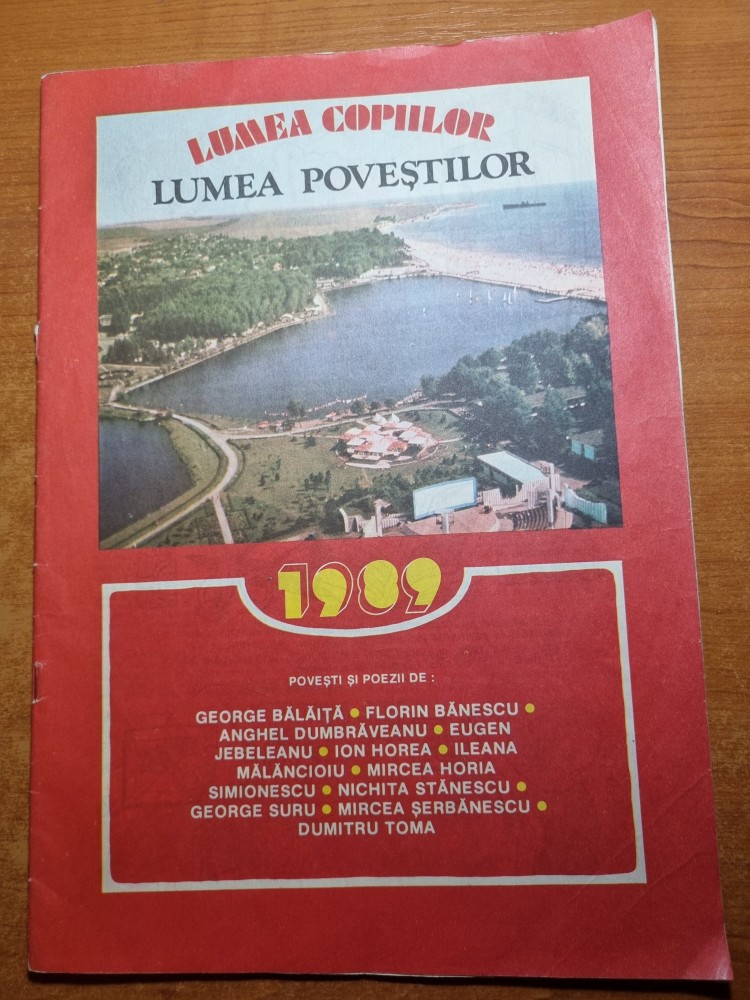 LUMEA COPIILOR
LUMEA POVEȘTILOR
1989
POVEȘTI ȘI POEZII DE :
GEORGE BĂLĂIȚĂ ● FLORIN BĂNESCU ●
ANGHEL DUMBRĂVEANU ● EUGEN
JEBELEANU ● ION HOREA ● ILEANA
MĂLĂNCIOIU ● MIRCEA HORIA
SIMIONESCU ● NICHITA STĂNESCU ●
GEORGE SURU ● MIRCEA ȘERBĂNESCU ●
DUMITRU TOMA